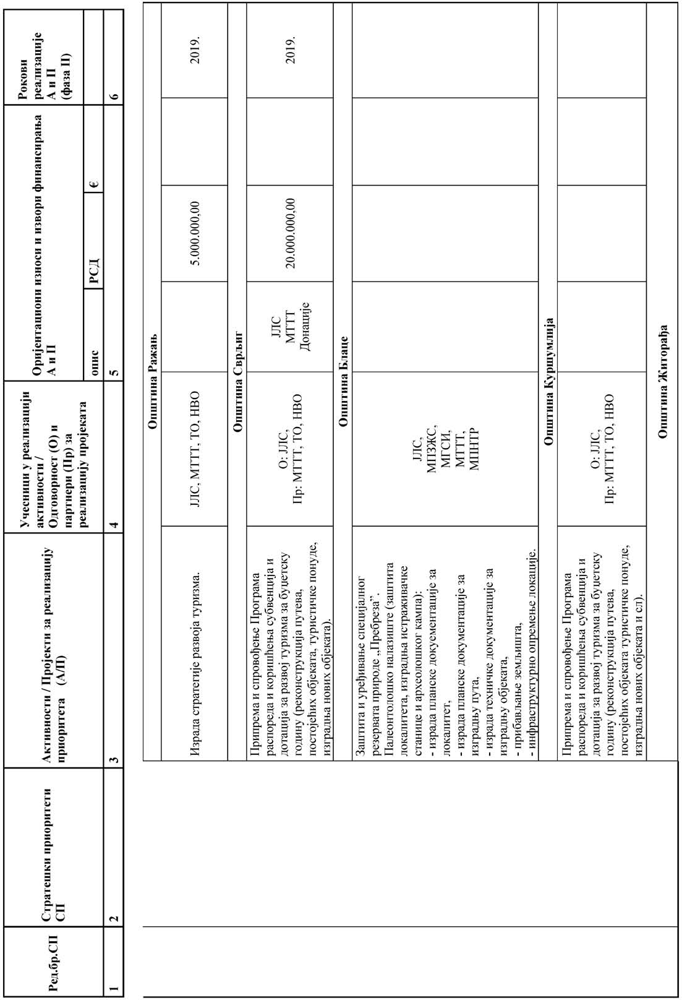 Ред.бр.СП
Стратешки приоритети
СП
Активности / Пројекти за реализацију
приоритета (А/П)
Учесници у реализацији
активности /
Одговорност (О) и
партнери (Пр) за
реализацију пројеката
Оријентациони износи и извори финансирања
А и П
опис
РСД
€
Рокови
реализације
А и П
(фаза II)
1
2
3
4
5
6
Општина Ражањ
Израда стратегије развоја туризма.
ЈЛС, МТТТ, ТО, НВО
5.000.000,00
2019.
Општина Сврљиг
Припрема и спровођење Програма
распореда и коришћења субвенција и
дотација за развој туризма за буџетску
годину (реконструкција путева,
постојећих објеката, туристичке понуде,
изградња нових објеката).
О: ЈЛС,
Пр: МТТТ, ТО, НВО
ЈЛС
МТТТ
Донације
20.000.000,00
2019.
Општина Блаце
Заштита и уређивање специјалног
резервата природе „Пребреза”.
Палеонтолошко налазиште (заштита
локалитета, изградња истраживачке
станице и археолошког кампа):
- израда планске докуементације за
локалитет,
- израда планске документације за
изградњу пута,
- израда техничке документације за
изградњу објеката,
- прибављање земљишта,
- инфраструктурно опремење локације.
ЈЛС,
МПЗЖС,
МГСИ,
МТТТ,
МПНТР
Општина Куршумлија
Припрема и спровођење Програма
распореда и коришћења субвенција и
дотација за развој туризма за буџетску
годину (реконструкција путева,
постојећих објеката туристичке понуде,
изградња нових објеката и сл).
О: ЈЛС,
Пр: МТТТ, ТО, НВО
Општина Житорађа